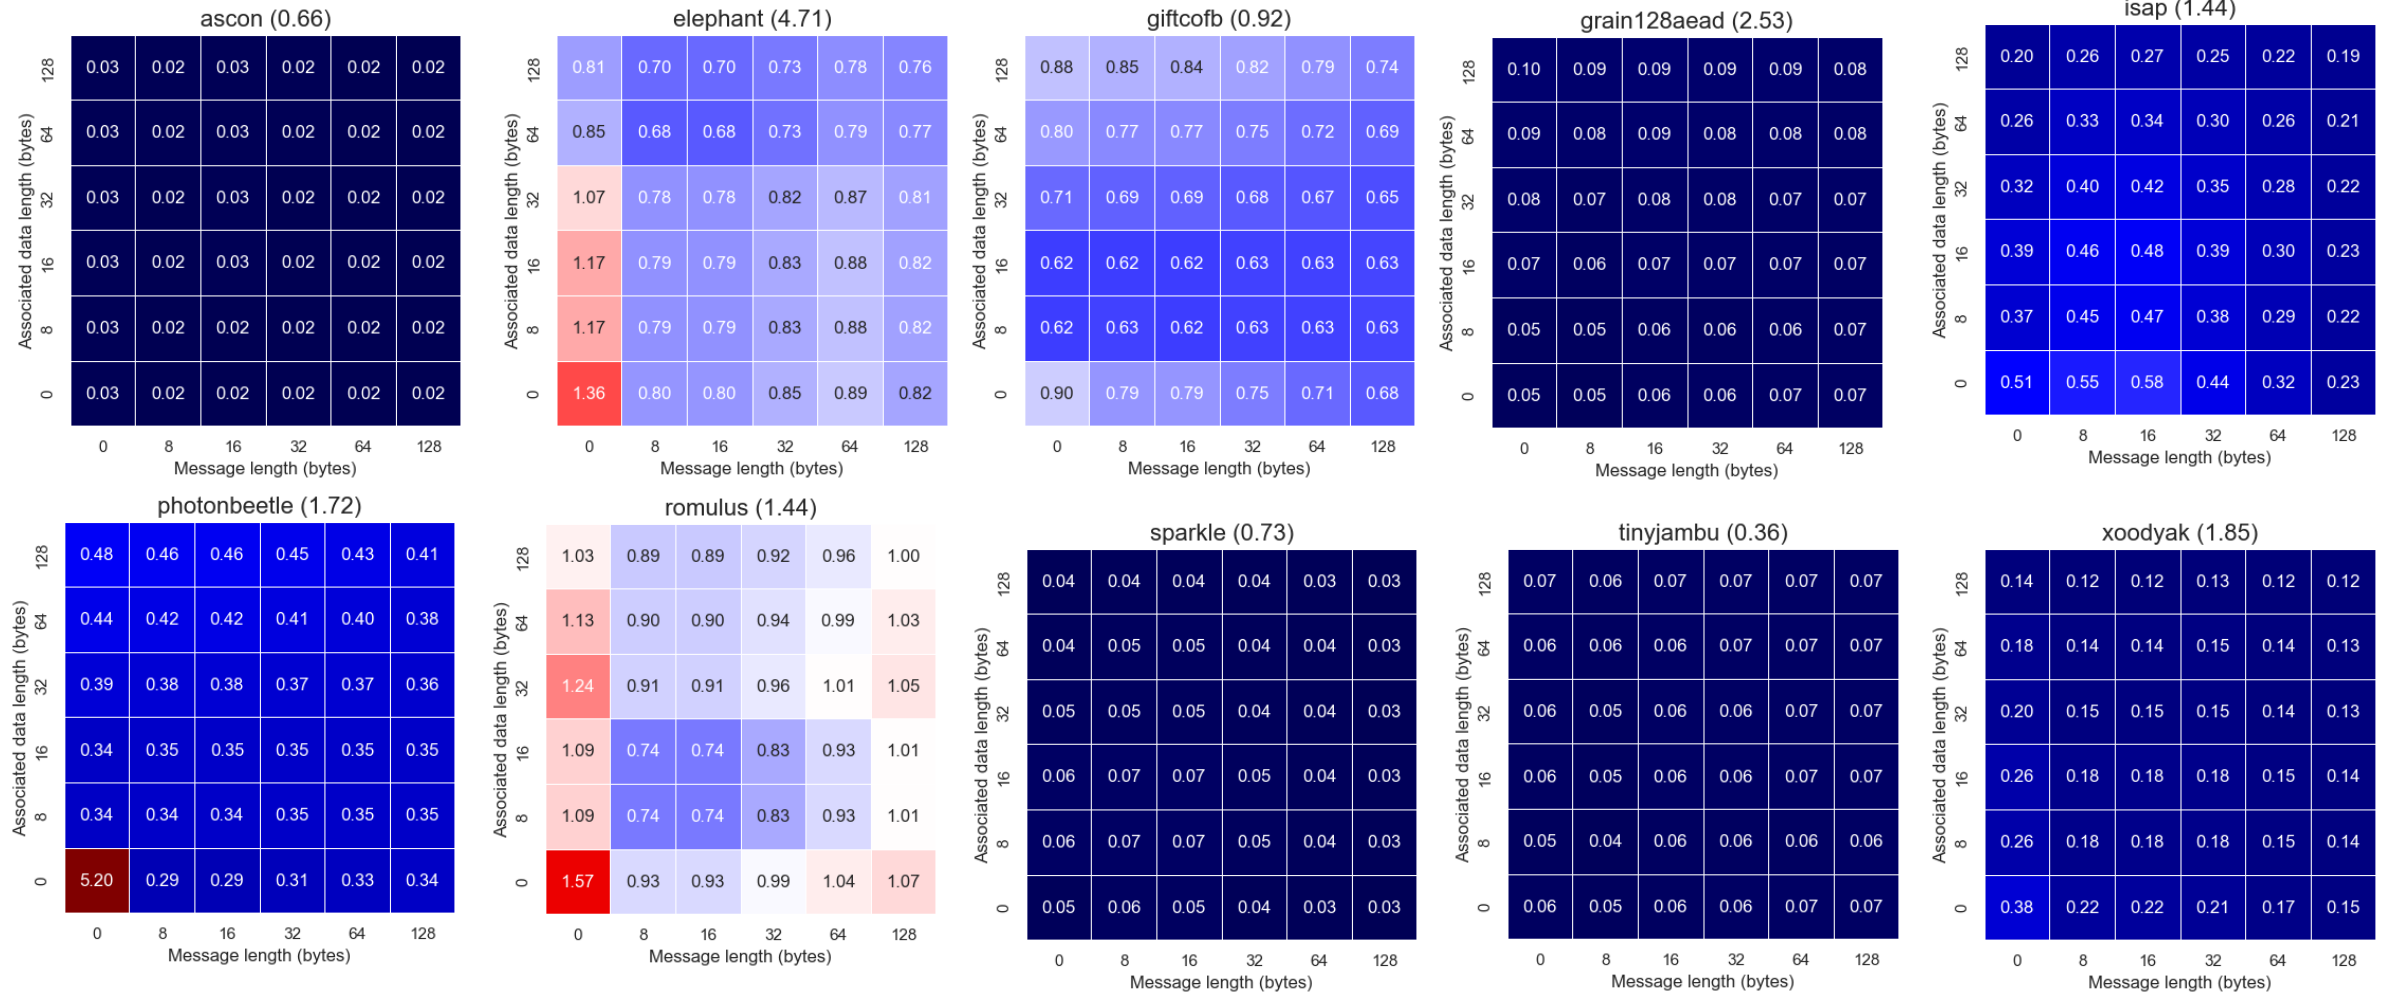 ascon (0.66)
Associated data length (bytes)
128 0.03 0.02 0.03 0.02 0.02 0.02
64 0.03 0.02 0.03 0.02 0.02 0.02
32 0.03 0.02 0.03 0.02 0.02 0.02
16 0.03 0.02 0.03 0.02 0.02 0.02
8 0.03 0.02 0.02 0.02 0.02 0.02
0 0.03 0.02 0.02 0.02 0.02 0.02
0 8 16 32 64 128
Message length (bytes)
elephant (4.71)
Associated data length (bytes)
128 0.81 0.70 0.70 0.73 0.78 0.76
64 0.85 0.68 0.68 0.73 0.79 0.77
32 1.07 0.78 0.78 0.82 0.87 0.81
16 1.17 0.79 0.79 0.83 0.88 0.82
8 1.17 0.79 0.79 0.83 0.88 0.82
0 1.36 0.80 0.80 0.85 0.89 0.82
0 8 16 32 64 128
Message length (bytes)
giftcofb (0.92)
Associated data length (bytes)
128 0.88 0.85 0.84 0.82 0.79 0.74
64 0.80 0.77 0.77 0.75 0.72 0.69
32 0.71 0.69 0.69 0.68 0.67 0.65
16 0.62 0.62 0.62 0.63 0.63 0.63
8 0.62 0.63 0.62 0.63 0.63 0.63
0 0.90 0.79 0.79 0.75 0.71 0.68
0 8 16 32 64 128
Message length (bytes)
grain128aead (2.53)
Associated data length (bytes)
128 0.10 0.09 0.09 0.09 0.09 0.08
64 0.09 0.08 0.09 0.08 0.08 0.08
32 0.08 0.07 0.08 0.08 0.07 0.07
16 0.07 0.06 0.07 0.07 0.07 0.07
8 0.05 0.05 0.06 0.06 0.06 0.07
0 0.05 0.05 0.06 0.06 0.07 0.07
0 8 16 32 64 128
Message length (bytes)
isap (1.44)
Associated data length (bytes)
128 0.20 0.26 0.27 0.25 0.22 0.19
64 0.26 0.33 0.34 0.30 0.26 0.21
32 0.32 0.40 0.42 0.35 0.28 0.22
16 0.39 0.46 0.48 0.39 0.30 0.23
8 0.37 0.45 0.47 0.38 0.29 0.22
0 0.51 0.55 0.58 0.44 0.32 0.23
0 8 16 32 64 128
Message length (bytes)
photonbeetle (1.72)
Associated data length (bytes)
128 0.48 0.46 0.46 0.45 0.43 0.41
64 0.44 0.42 0.42 0.41 0.40 0.38
32 0.39 0.38 0.38 0.37 0.37 0.36
16 0.34 0.35 0.35 0.35 0.35 0.35
8 0.34 0.34 0.34 0.35 0.35 0.35
0 5.20 0.29 0.29 0.31 0.33 0.34
0 8 16 32 64 128
Message length (bytes)
romulus (1.44)
Associated data length (bytes)
128 1.03 0.89 0.89 0.92 0.96 1.00
64 1.13 0.90 0.90 0.94 0.99 1.03
32 1.24 0.91 0.91 0.96 1.01 1.05
16 1.09 0.74 0.74 0.83 0.93 1.01
8 1.09 0.74 0.74 0.83 0.93 1.01
0 1.57 0.93 0.93 0.99 1.04 1.07
0 8 16 32 64 128
Message length (bytes)
sparkle (0.73)
Associated data length (bytes)
128 0.04 0.04 0.04 0.04 0.03 0.03
64 0.04 0.05 0.05 0.04 0.04 0.03
32 0.05 0.05 0.05 0.04 0.04 0.03
16 0.06 0.07 0.07 0.05 0.04 0.03
8 0.06 0.07 0.07 0.05 0.04 0.03
0 0.05 0.06 0.05 0.04 0.03 0.03
0 8 16 32 64 128
Message length (bytes)
tinyjambu (0.36)
Associated data length (bytes)
128 0.07 0.06 0.07 0.07 0.07 0.07
64 0.06 0.06 0.06 0.07 0.07 0.07
32 0.06 0.05 0.06 0.06 0.07 0.07
16 0.06 0.05 0.06 0.06 0.07 0.07
8 0.05 0.04 0.06 0.06 0.06 0.06
0 0.06 0.05 0.06 0.06 0.07 0.07
0 8 16 32 64 128
Message length (bytes)
xoodyak (1.85)
Associated data length (bytes)
128 0.14 0.12 0.12 0.13 0.12 0.12
64 0.18 0.14 0.14 0.15 0.14 0.13
32 0.20 0.15 0.15 0.15 0.14 0.13
16 0.26 0.18 0.18 0.18 0.15 0.14
8 0.26 0.18 0.18 0.18 0.15 0.14
0 0.38 0.22 0.22 0.21 0.17 0.15
0 8 16 32 64 128
Message length (bytes)